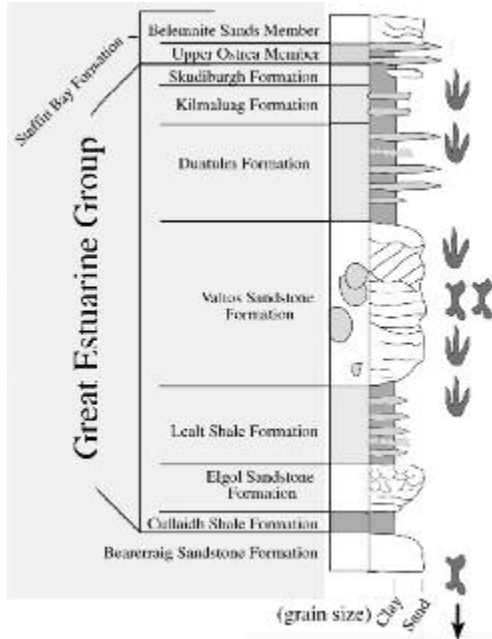 Belemnite Sands Member
Upper Ostrea Member
Staffin Bay Formation
Skudiburgh Formation
Kilmaluag Formation
Duntulm Formation
Great Estuarine Group
Valtos Sandstone
Formation
Lealt Shale Formation
Elgol Sandstone
Formation
Cullaidh Shale Formation
Bearerraig Sandstone Formation
(grain size)
Clay
Sand